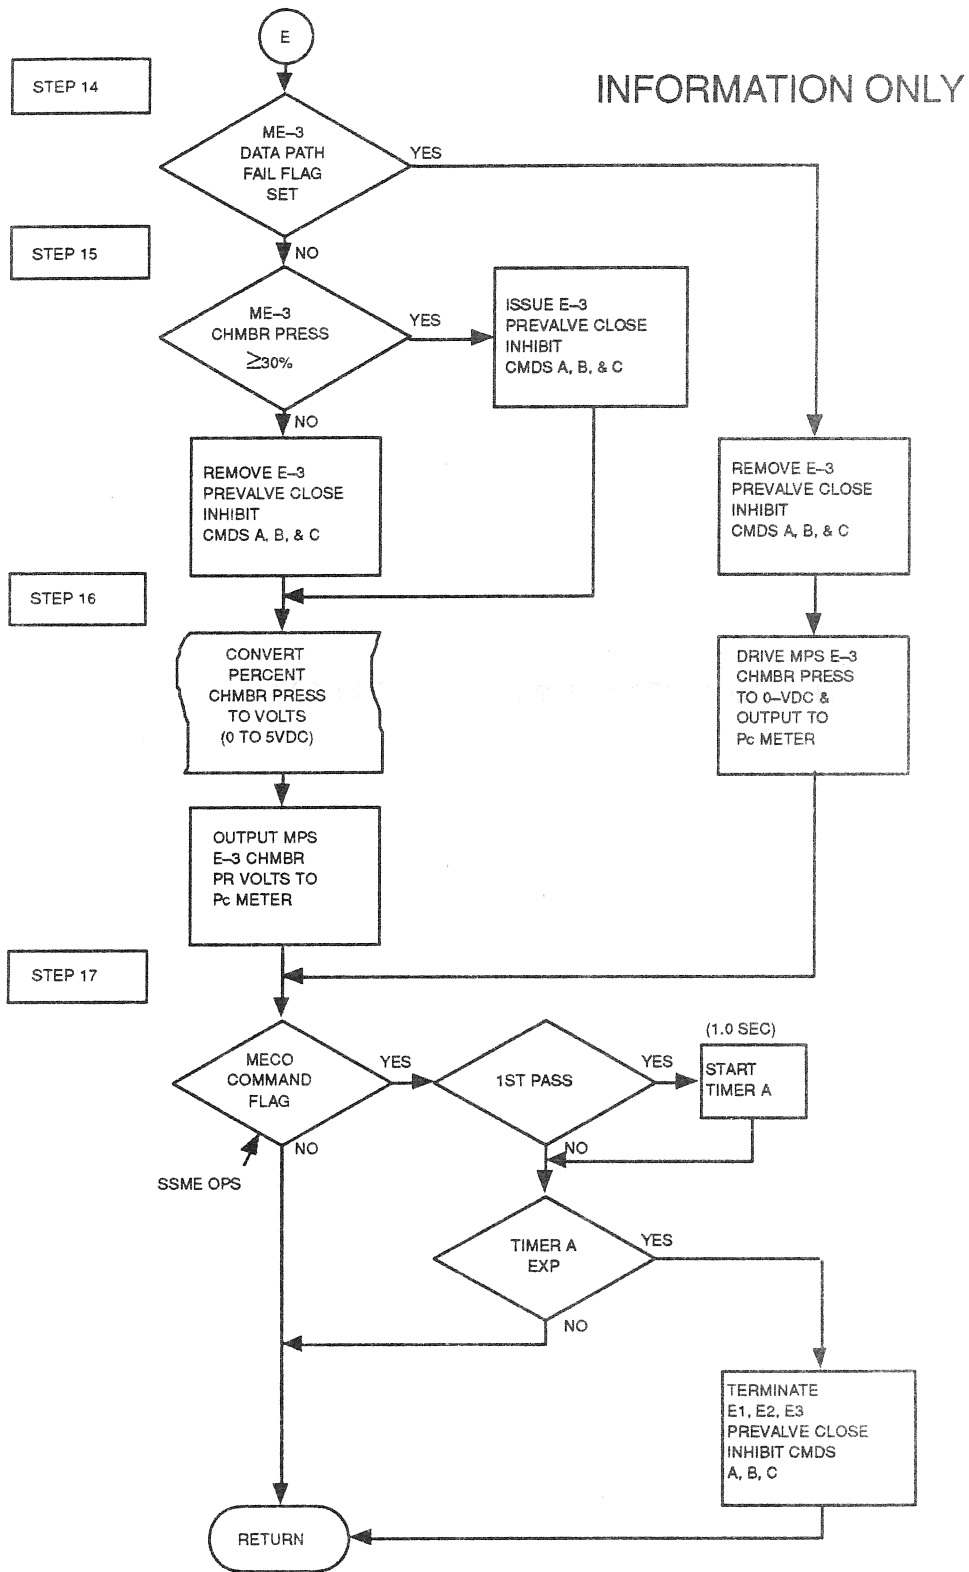 E
STEP 14
INFORMATION ONLY
ME–3
DATA PATH
FAIL FLAG
SET
YES
STEP 15
NO
ME–3
CHMBR PRESS
≥30%
YES
ISSUE E–3
PREVALVE CLOSE
INHIBIT
CMDS A, B, & C
NO
REMOVE E–3
PREVALVE CLOSE
INHIBIT
CMDS A, B, & C
REMOVE E–3
PREVALVE CLOSE
INHIBIT
CMDS A, B, & C
STEP 16
CONVERT
PERCENT
CHMBR PRESS
TO VOLTS
(0 TO 5VDC)
DRIVE MPS E–3
CHMBR PRESS
TO 0–VDC &
OUTPUT TO
Pc METER
OUTPUT MPS
E–3 CHMBR
PR VOLTS TO
Pc METER
STEP 17
MECO
COMMAND
FLAG
YES
1ST PASS
YES
(1.0 SEC)
START
TIMER A
NO
NO
SSME OPS
TIMER A
EXP
YES
NO
TERMINATE
E1, E2, E3
PREVALVE CLOSE
INHIBIT CMDS
A, B, C
RETURN